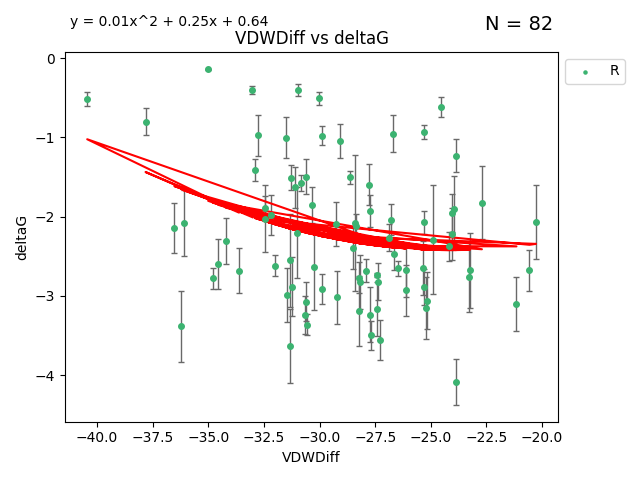 y = 0.01x^2 + 0.25x + 0.64
N = 82
VDWDiff vs deltaG
R
0
−1
−2
−3
−4
deltaG
−40.0 −37.5 −35.0 −32.5 −30.0 −27.5 −25.0 −22.5 −20.0
VDWDiff